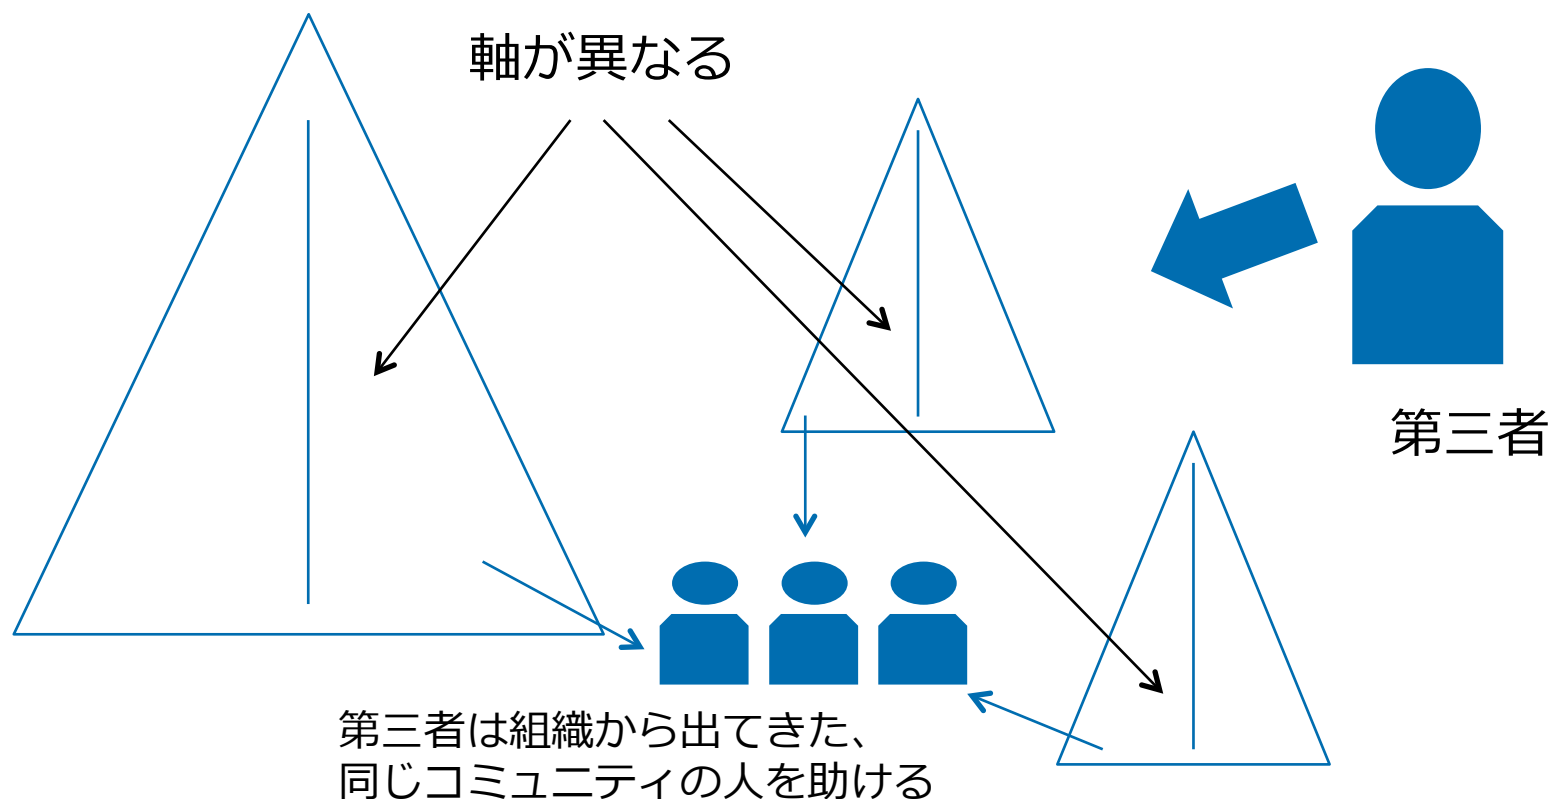 軸が異なる
第三者
第三者は組織から出てきた、
同じコミュニティの人を助ける